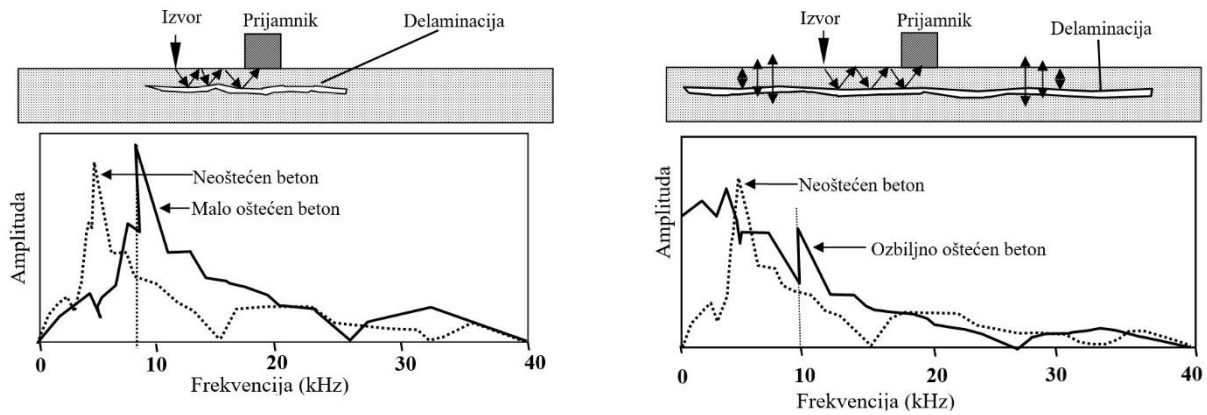 Izvor
Prijamnik
Delaminacija
Amplituda
Neoštećen beton
Malo oštećen beton
0
10
20
30
40
Frekvencija (kHz)
Izvor
Prijamnik
Delaminacija
Amplituda
Neoštećen beton
Ozbiljno oštećen beton
0
10
20
30
40
Frekvencija (kHz)